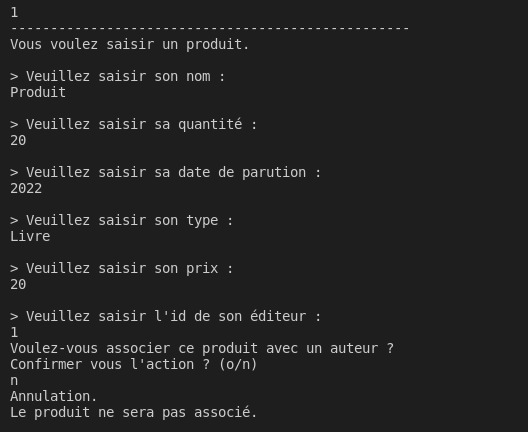 1
--------------------------------------------------
Vous voulez saisir un produit.
> Veuillez saisir son nom :
Produit
> Veuillez saisir sa quantité :
20
> Veuillez saisir sa date de parution :
2022
> Veuillez saisir son type :
Livre
> Veuillez saisir son prix :
20
> Veuillez saisir l'id de son éditeur :
1
Voulez-vous associer ce produit avec un auteur ?
Confirmer vous l'action ? (o/n)
n
Annulation.
Le produit ne sera pas associé.